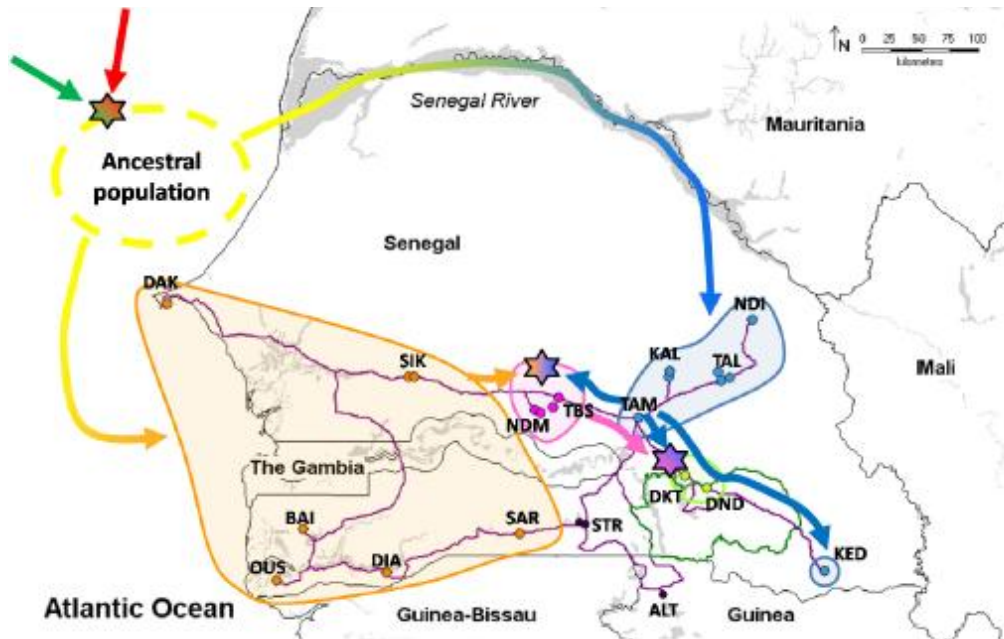 N
0 25 50 75 100
kilometers
Senegal River
Mauritania
Ancestral
population
Senegal
DAK
NDI
SIK
KAL
TAL
Mali
TBS
TAM
NDM
The Gambia
DKT
DND
BAI
SAR
STR
KED
OUS
DIA
ALT
Atlantic Ocean
Guinea-Bissau
Guinea